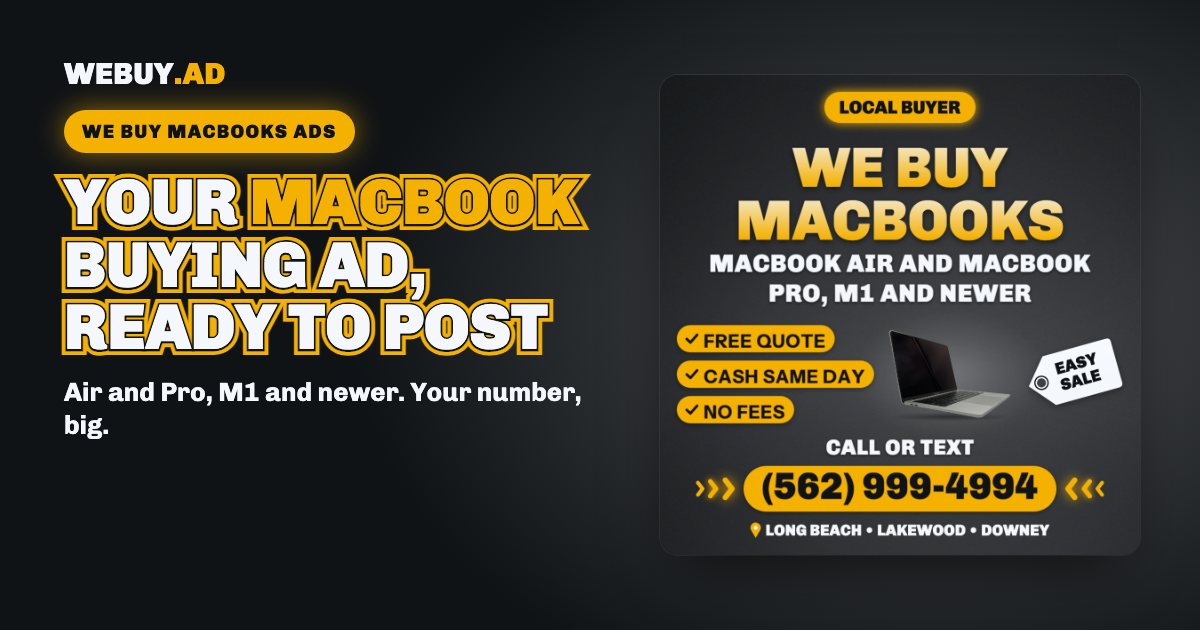 WEBUY.AD
WE BUY MACBOOKS ADS
YOUR MACBOOK
BUYING AD,
READY TO POST
Air and Pro, M1 and newer. Your number,
big.
LOCAL BUYER
WE BUY
MACBOOKS
MACBOOK AIR AND MACBOOK
PRO, M1 AND NEWER
FREE QUOTE
CASH SAME DAY
NO FEES
EASY
SALE
CALL OR TEXT
(562) 999-4994
LONG BEACH • LAKEWOOD • DOWNEY